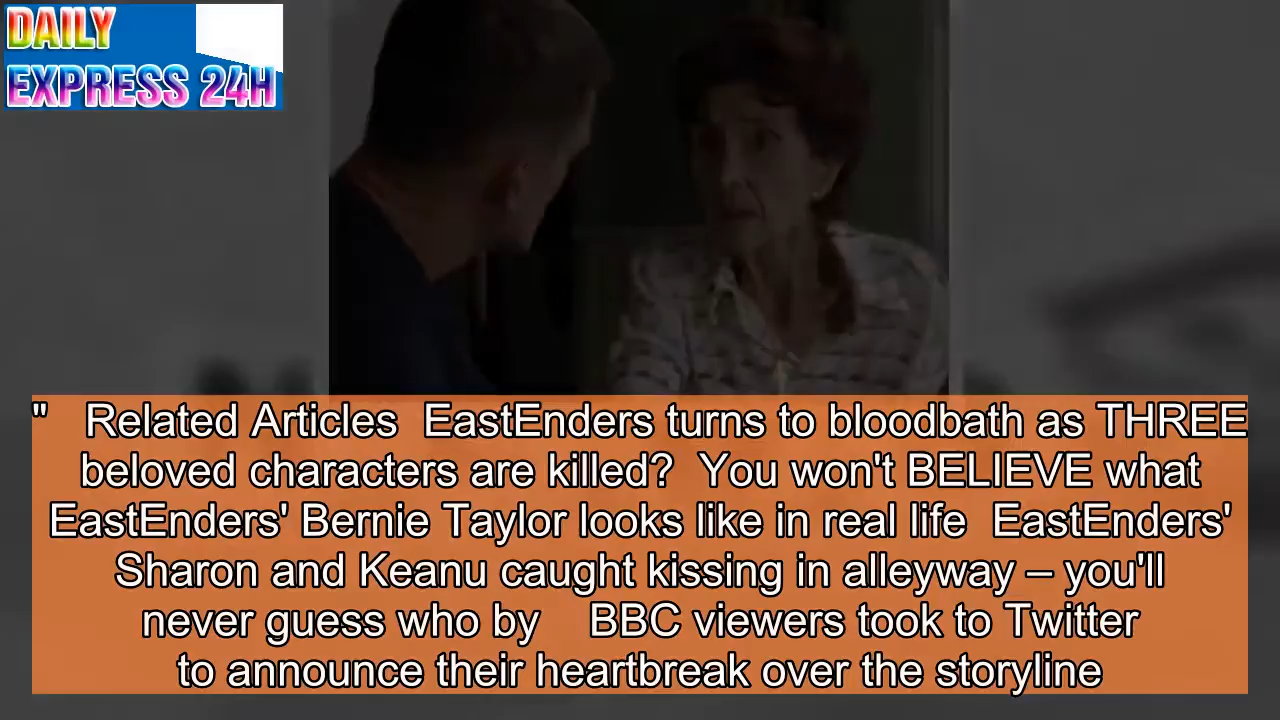 DAILY
EXPRESS 24H
" Related Articles EastEnders turns to bloodbath as THREE
beloved characters are killed? You won't BELIEVE what
EastEnders' Bernie Taylor looks like in real life EastEnders'
Sharon and Keanu caught kissing in alleyway – you'll
never guess who by BBC viewers took to Twitter
to announce their heartbreak over the storyline